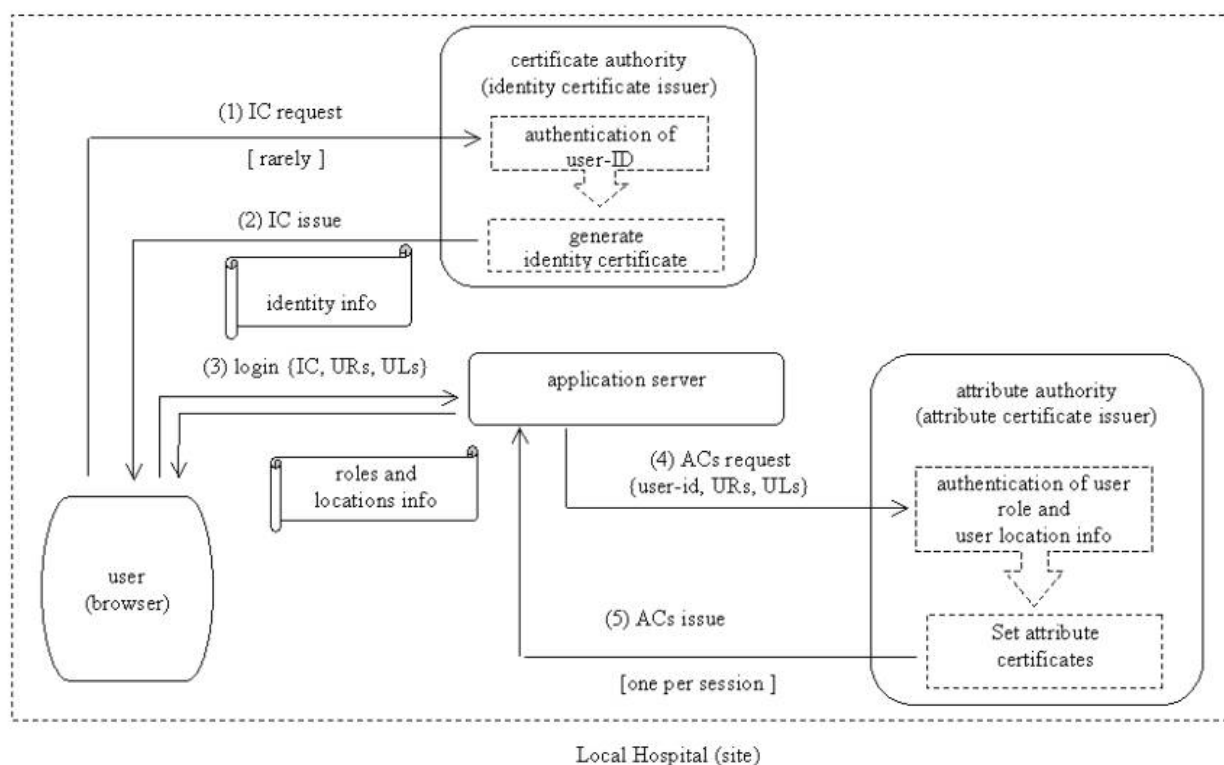 certificate authority
(identity certificate issuer)
(1) IC request
authentication of
user-ID
[ rarely ]
(2) IC issue
generate
identity certificate
identity info
(3) login {IC, URs, ULs}
application server
attribute authority
(attribute certificate issuer)
roles and
locations info
(4) ACs request
{user-id, URs, ULs}
authentication of user
role and
user location info
user
(browser)
(5) ACs issue
Set attribute
certificates
[one per session ]
Local Hospital (site)